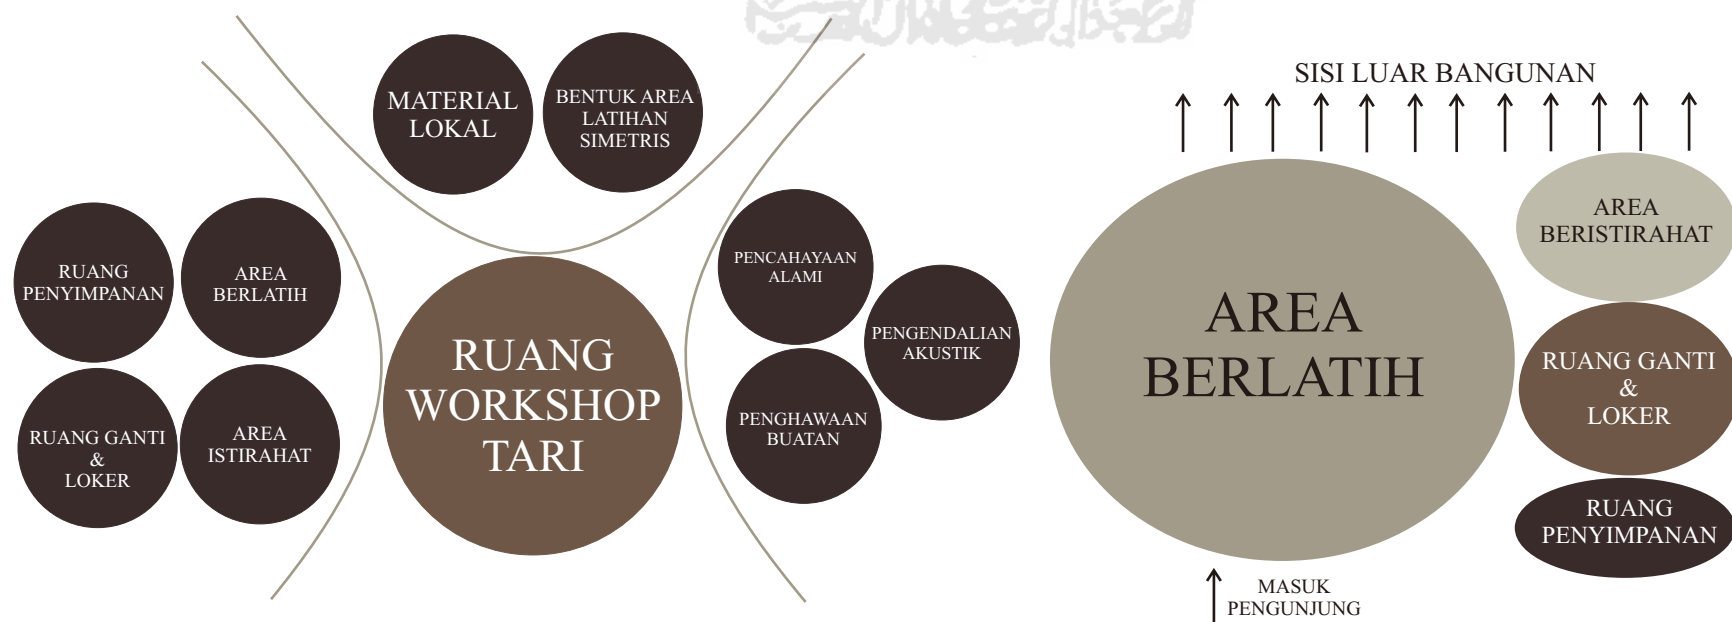 MATERIAL
LOKAL
BENTUK AREA
LATIHAN
SIMETRIS
RUANG
PENYIMPANAN
AREA
BERLATIH
RUANG GANTI
&
LOKER
AREA
ISTIRAHAT
RUANG
WORKSHOP
TARI
PENCAHAYAAN
ALAMI
PENGENDALIAN
AKUSTIK
PENGHAWAAN
BUATAN
SISI LUAR BANGUNAN
AREA
BERLATIH
AREA
BERISTIRAHAT
RUANG GANTI
&
LOKER
RUANG
PENYIMPANAN
MASUK
PENGUNJUNG